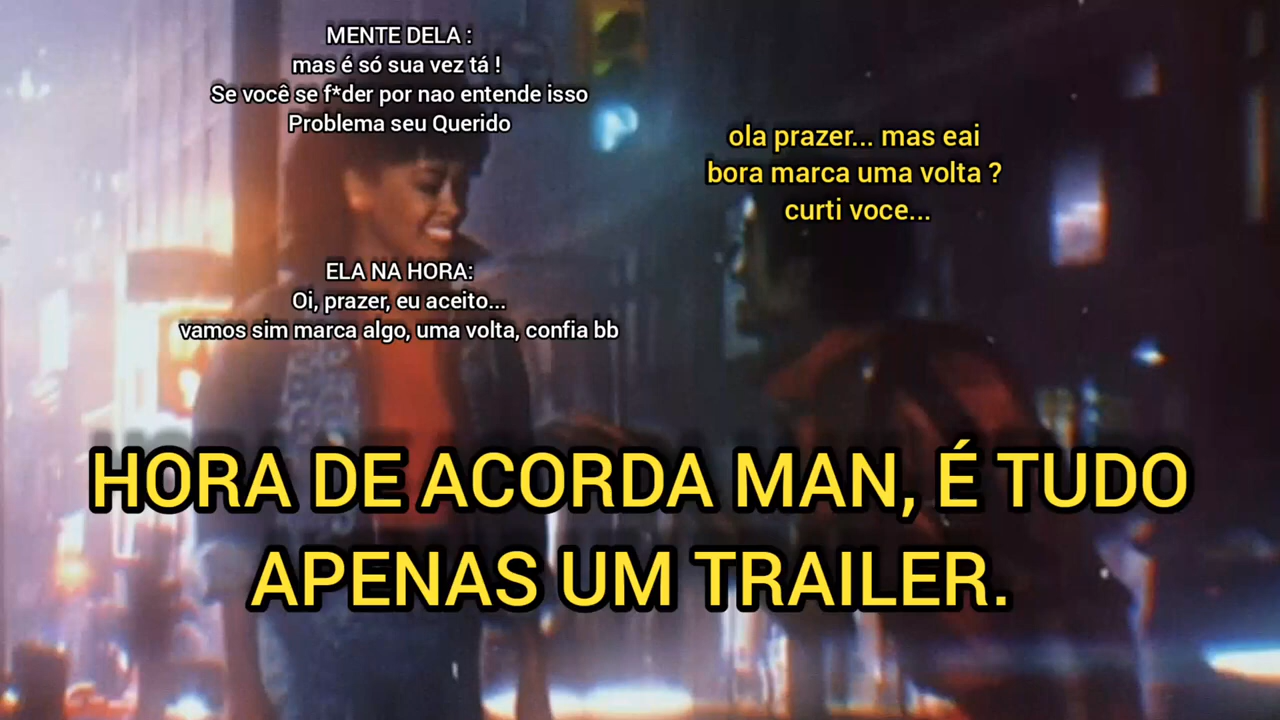 MENTE DELA :
mas é só sua vez tá !
Se você se f*der por nao entende isso
Problema seu Querido
ola prazer... mas eai
bora marca uma volta ?
curti voce...
ELA NA HORA:
Oi, prazer, eu aceito...
vamos sim marca algo, uma volta, confia bb
HORA DE ACORDA MAN, É TUDO
APENAS UM TRAILER.